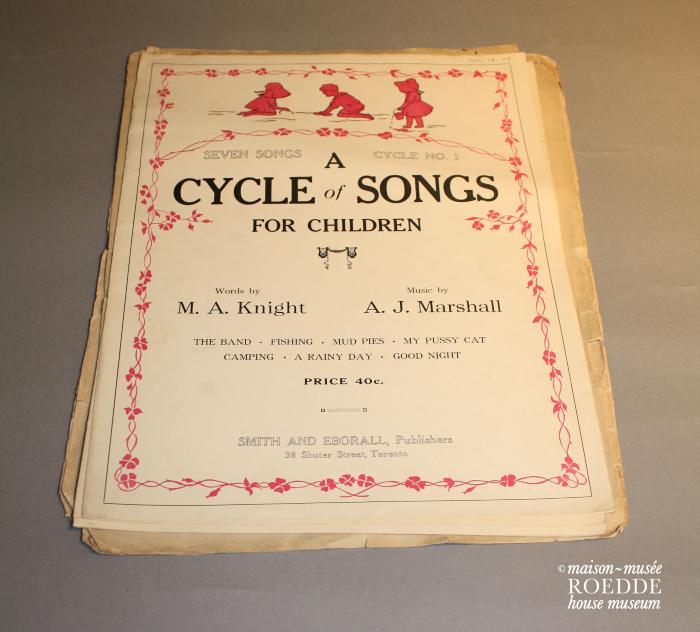 SEVEN SONGS CYCLE NO. 1
A
CYCLE of SONGS
FOR CHILDREN
Words by Music by
M. A. Knight A. J. Marshall
THE BAND · FISHING · MUD PIES · MY PUSSY CAT
CAMPING · A RAINY DAY · GOOD NIGHT
PRICE 40c.
SMITH AND EBORALL, Publishers
38 Shuter Street, Toronto
© maison~musée
ROEDDE
house museum